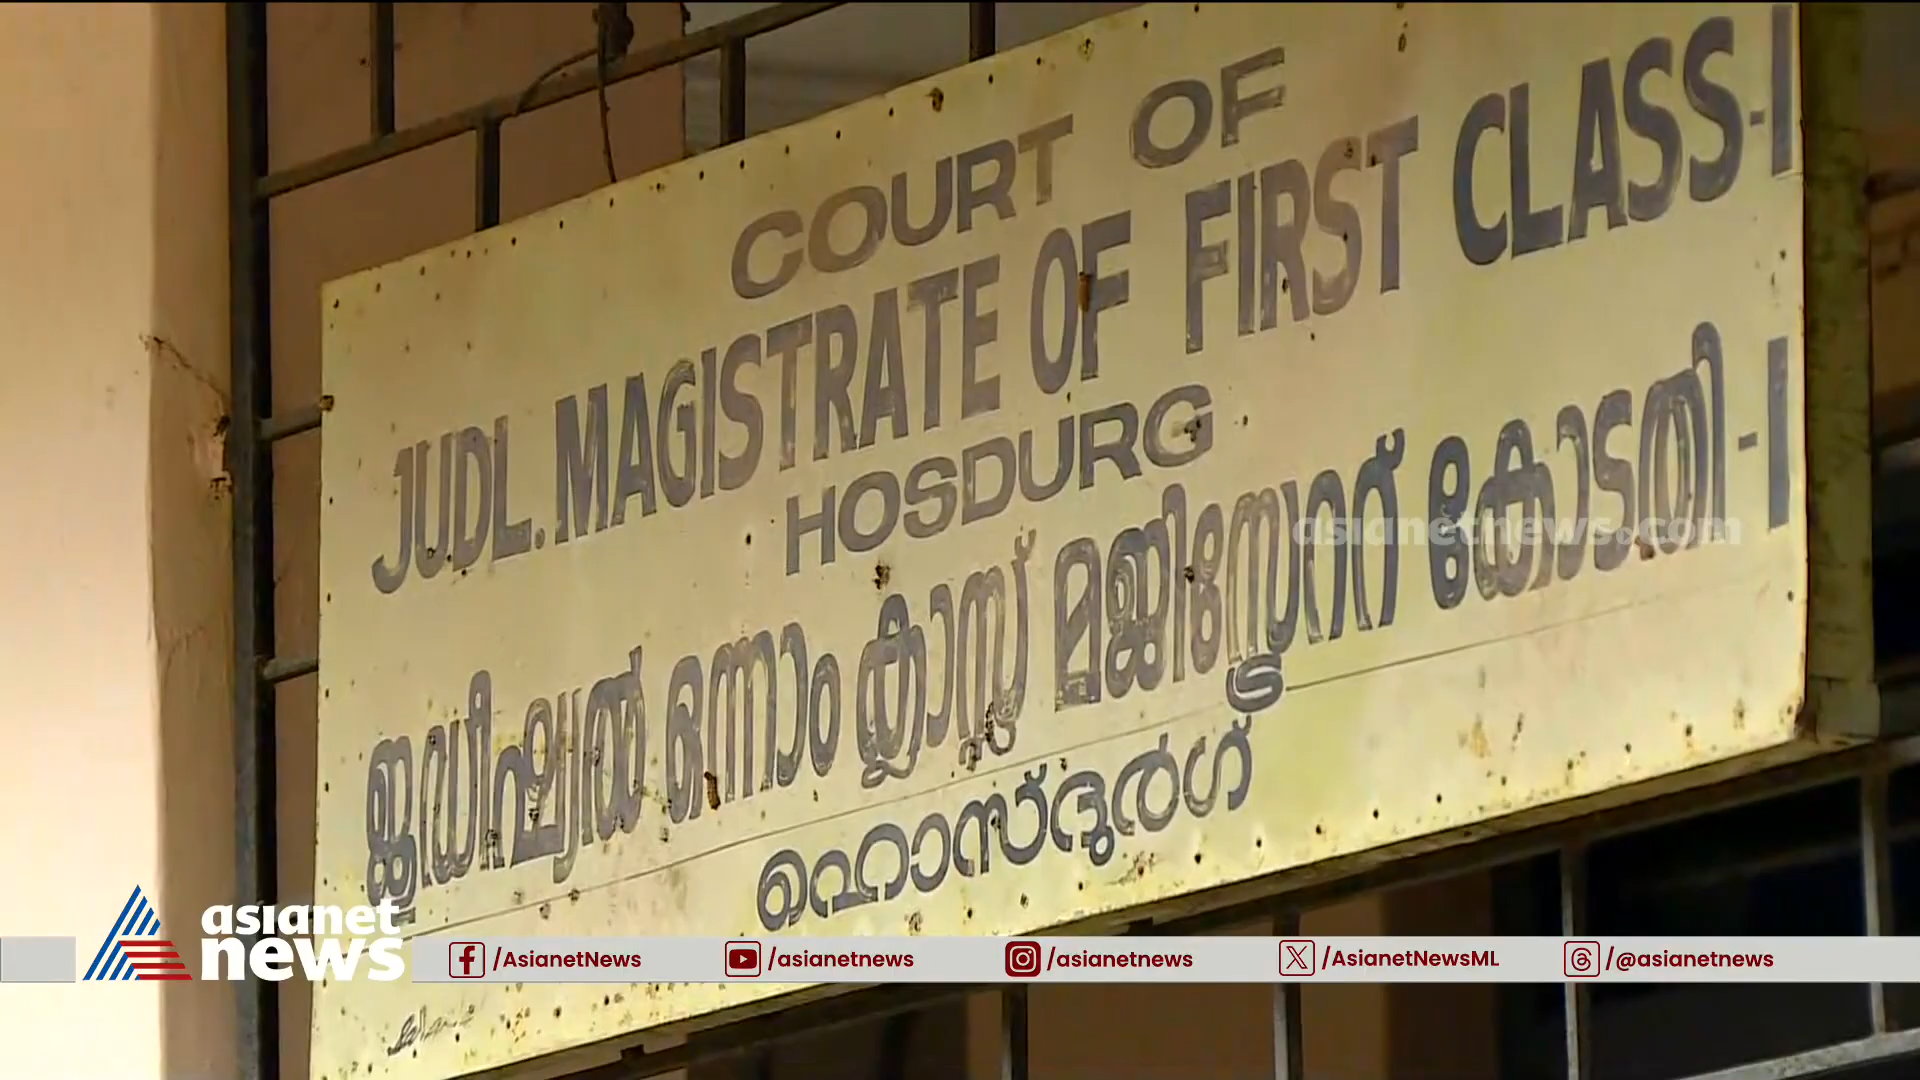 COURT OF
JUDL. MAGISTRATE OF FIRST CLASS-I
HOSDURG
ജുഡീഷ്യൽ ഒന്നാം ക്ലാസ്സ് മജിസ്ട്രേററ് കോടതി-I
ഹൊസ്ദുർഗ്
asianetnews.com
asianet
news
/AsianetNews
/asianetnews
/asianetnews
/AsianetNewsML
/@asianetnews